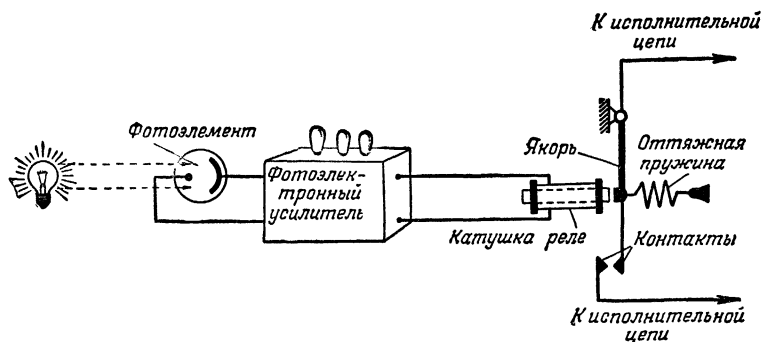 К исполнительной
цепи
Фотоэлемент
Якорь
Оттяжная
пружина
Фотоэлек-
тронный
усилитель
Катушка реле
Контакты
К исполнительной
цепи